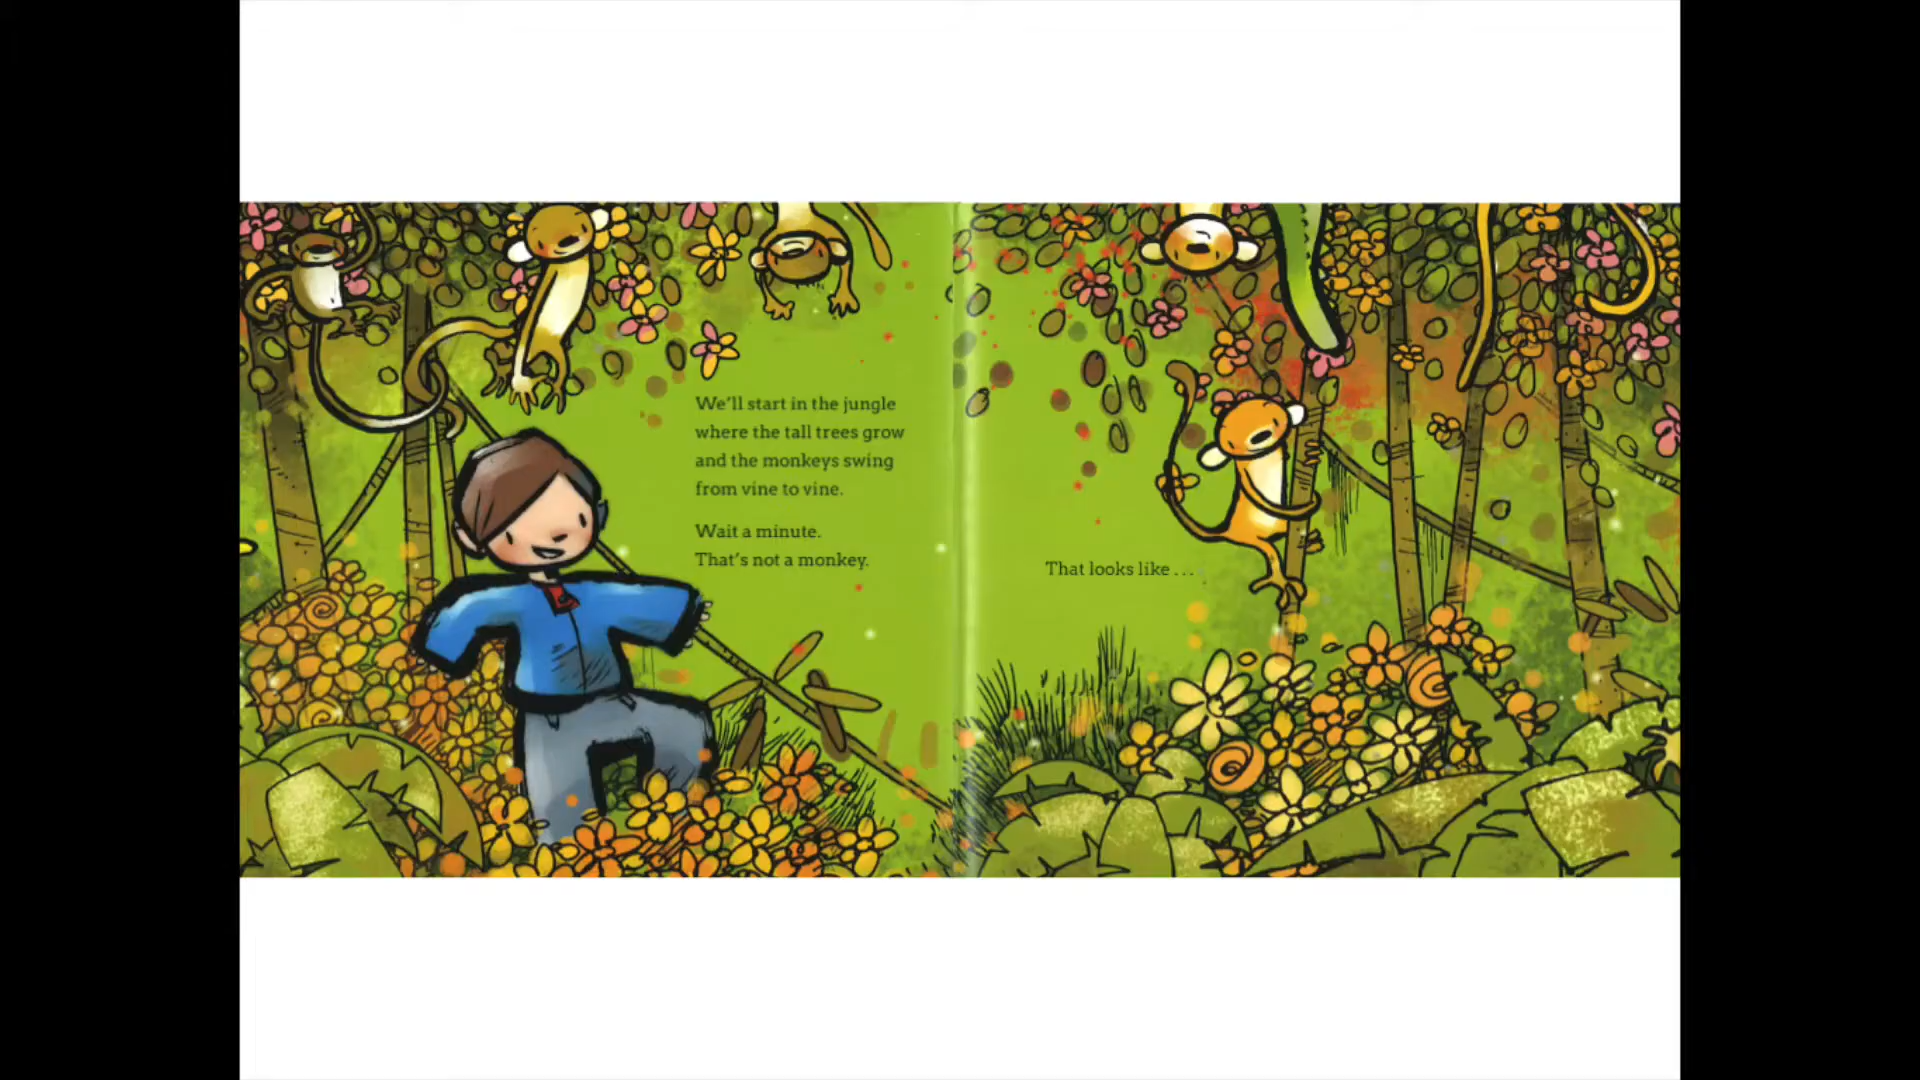 We'll start in the jungle
where the tall trees grow
and the monkeys swing
from vine to vine.
Wait a minute.
That's not a monkey.
That looks like . . .